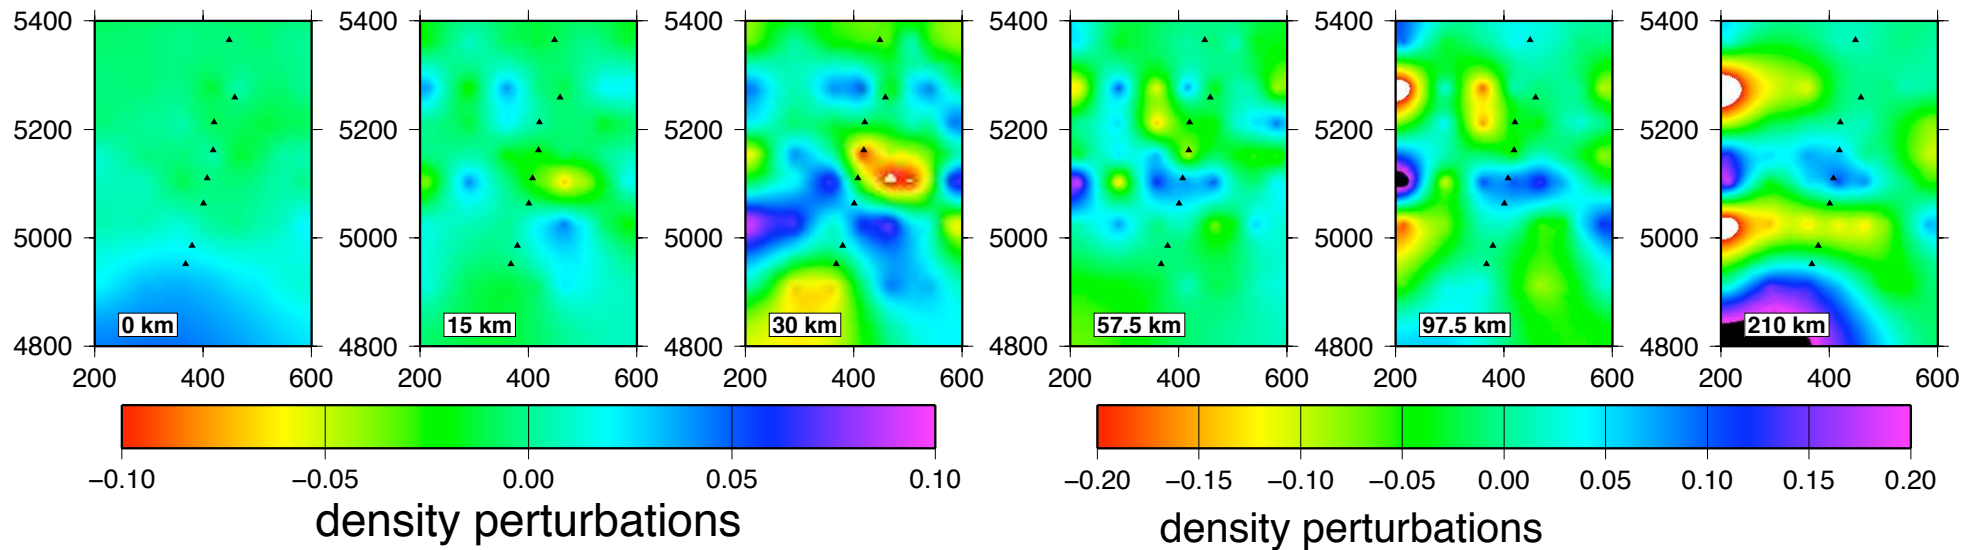 5400 5400 5400 5400 5400 5400
5200 5200 5200 5200 5200 5200
5000 5000 5000 5000 5000 5000
0 km 15 km 30 km 57.5 km 97.5 km 210 km
4800 4800 4800 4800 4800 4800
200 400 600 200 400 600 200 400 600 200 400 600 200 400 600 200 400 600
−0.10 −0.05 0.00 0.05 0.10 −0.20 −0.15 −0.10 −0.05 0.00 0.05 0.10 0.15 0.20
density perturbations density perturbations